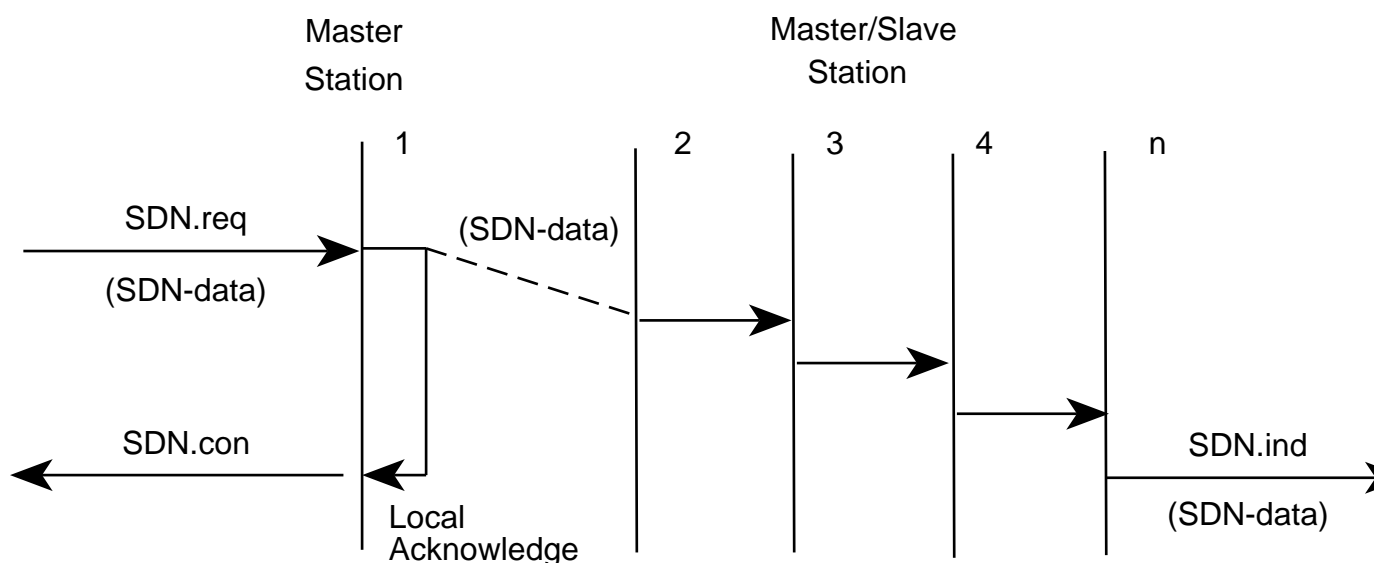 Master
Station
Master/Slave
Station
1
2
3
4
n
SDN.req
(SDN-data)
(SDN-data)
SDN.con
SDN.ind
(SDN-data)
Local
Acknowledge